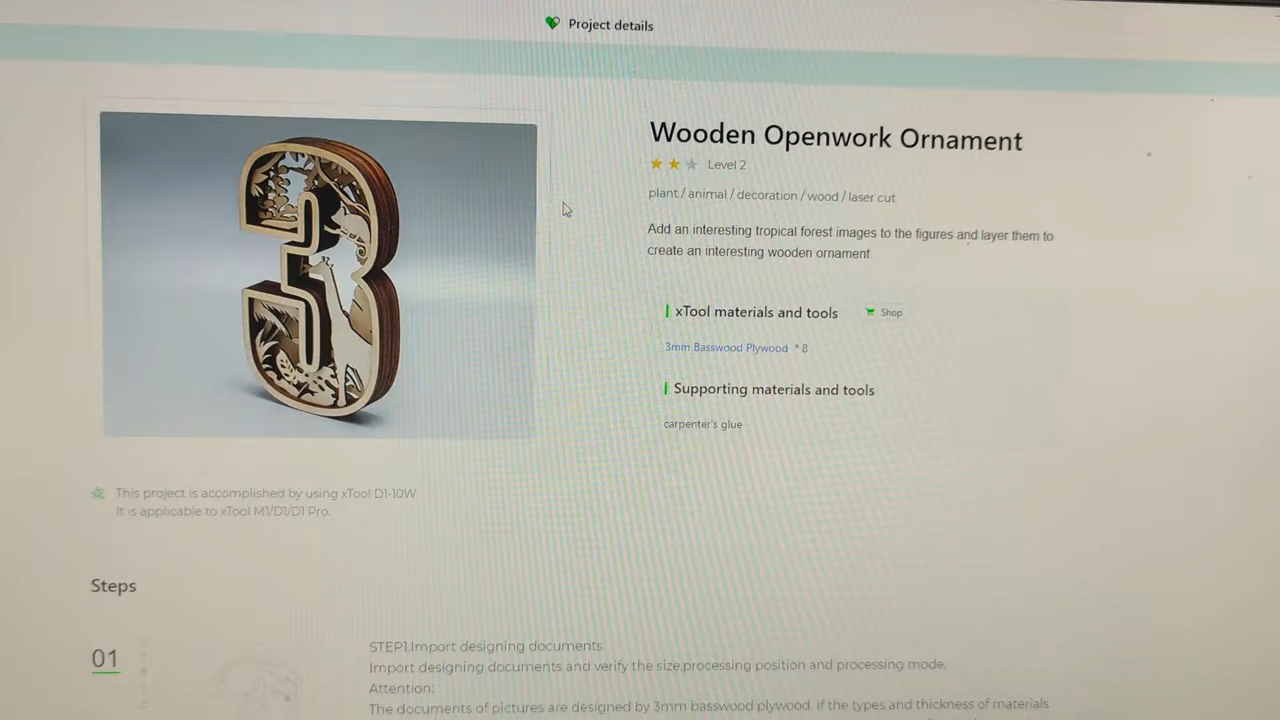 Project details
Wooden Openwork Ornament
Level 2
plant / animal / decoration / wood / laser cut
Add an interesting tropical forest images to the figures and layer them to
create an interesting wooden ornament.
xTool materials and tools
Shop
3mm Basswood Plywood * 8
Supporting materials and tools
carpenter's glue
This project is accomplished by using xTool D1-10W
It is applicable to xTool M1/D1/D1 Pro.
Steps
01
STEP1.Import designing documents
Import designing documents and verify the size,processing position and processing mode.
Attention:
The documents of pictures are designed by 3mm basswood plywood. If the types and thickness of materials